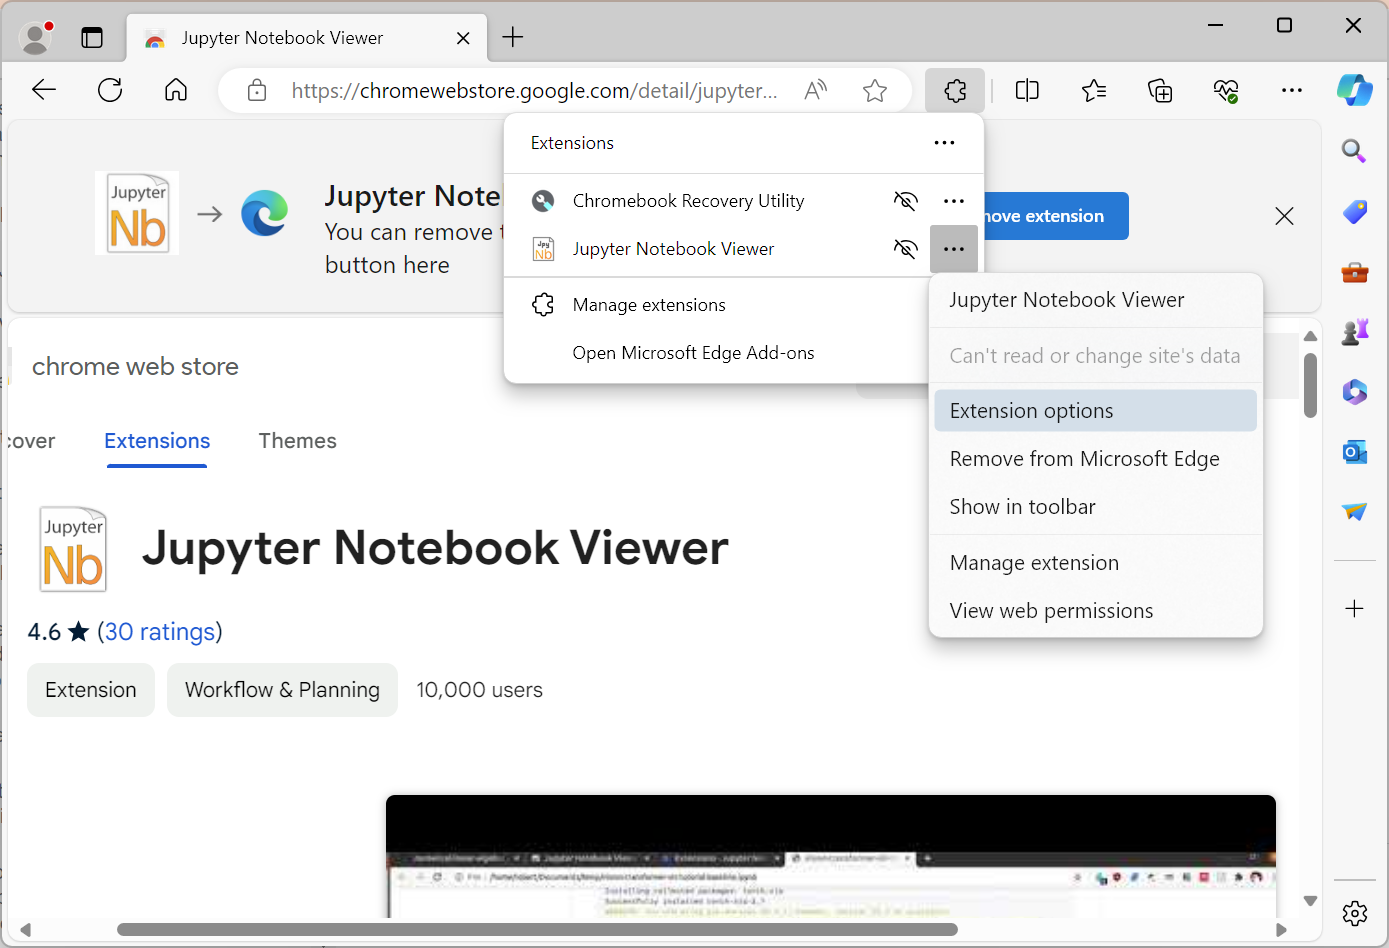 Jupyter Notebook Viewer
https://chromewebstore.google.com/detail/jupyter...
Extensions
Chromebook Recovery Utility
Jupyter Notebook Viewer
Manage extensions
Open Microsoft Edge Add-ons
Jupyter
Nb
Jupyter Note
You can remove
button here
move extension
Jupyter Notebook Viewer
Can't read or change site's data
Extension options
Remove from Microsoft Edge
Show in toolbar
Manage extension
View web permissions
chrome web store
cover Extensions Themes
Jupyter
Nb
Jupyter Notebook Viewer
4.6 ★ (30 ratings)
Extension Workflow & Planning 10,000 users